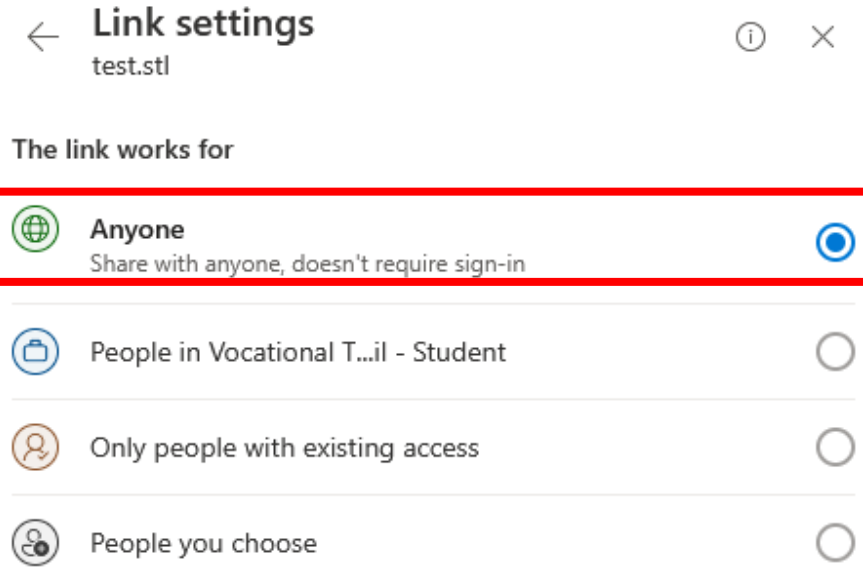 Link settings
test.stl
The link works for
Anyone
Share with anyone, doesn't require sign-in
People in Vocational T...il - Student
Only people with existing access
People you choose